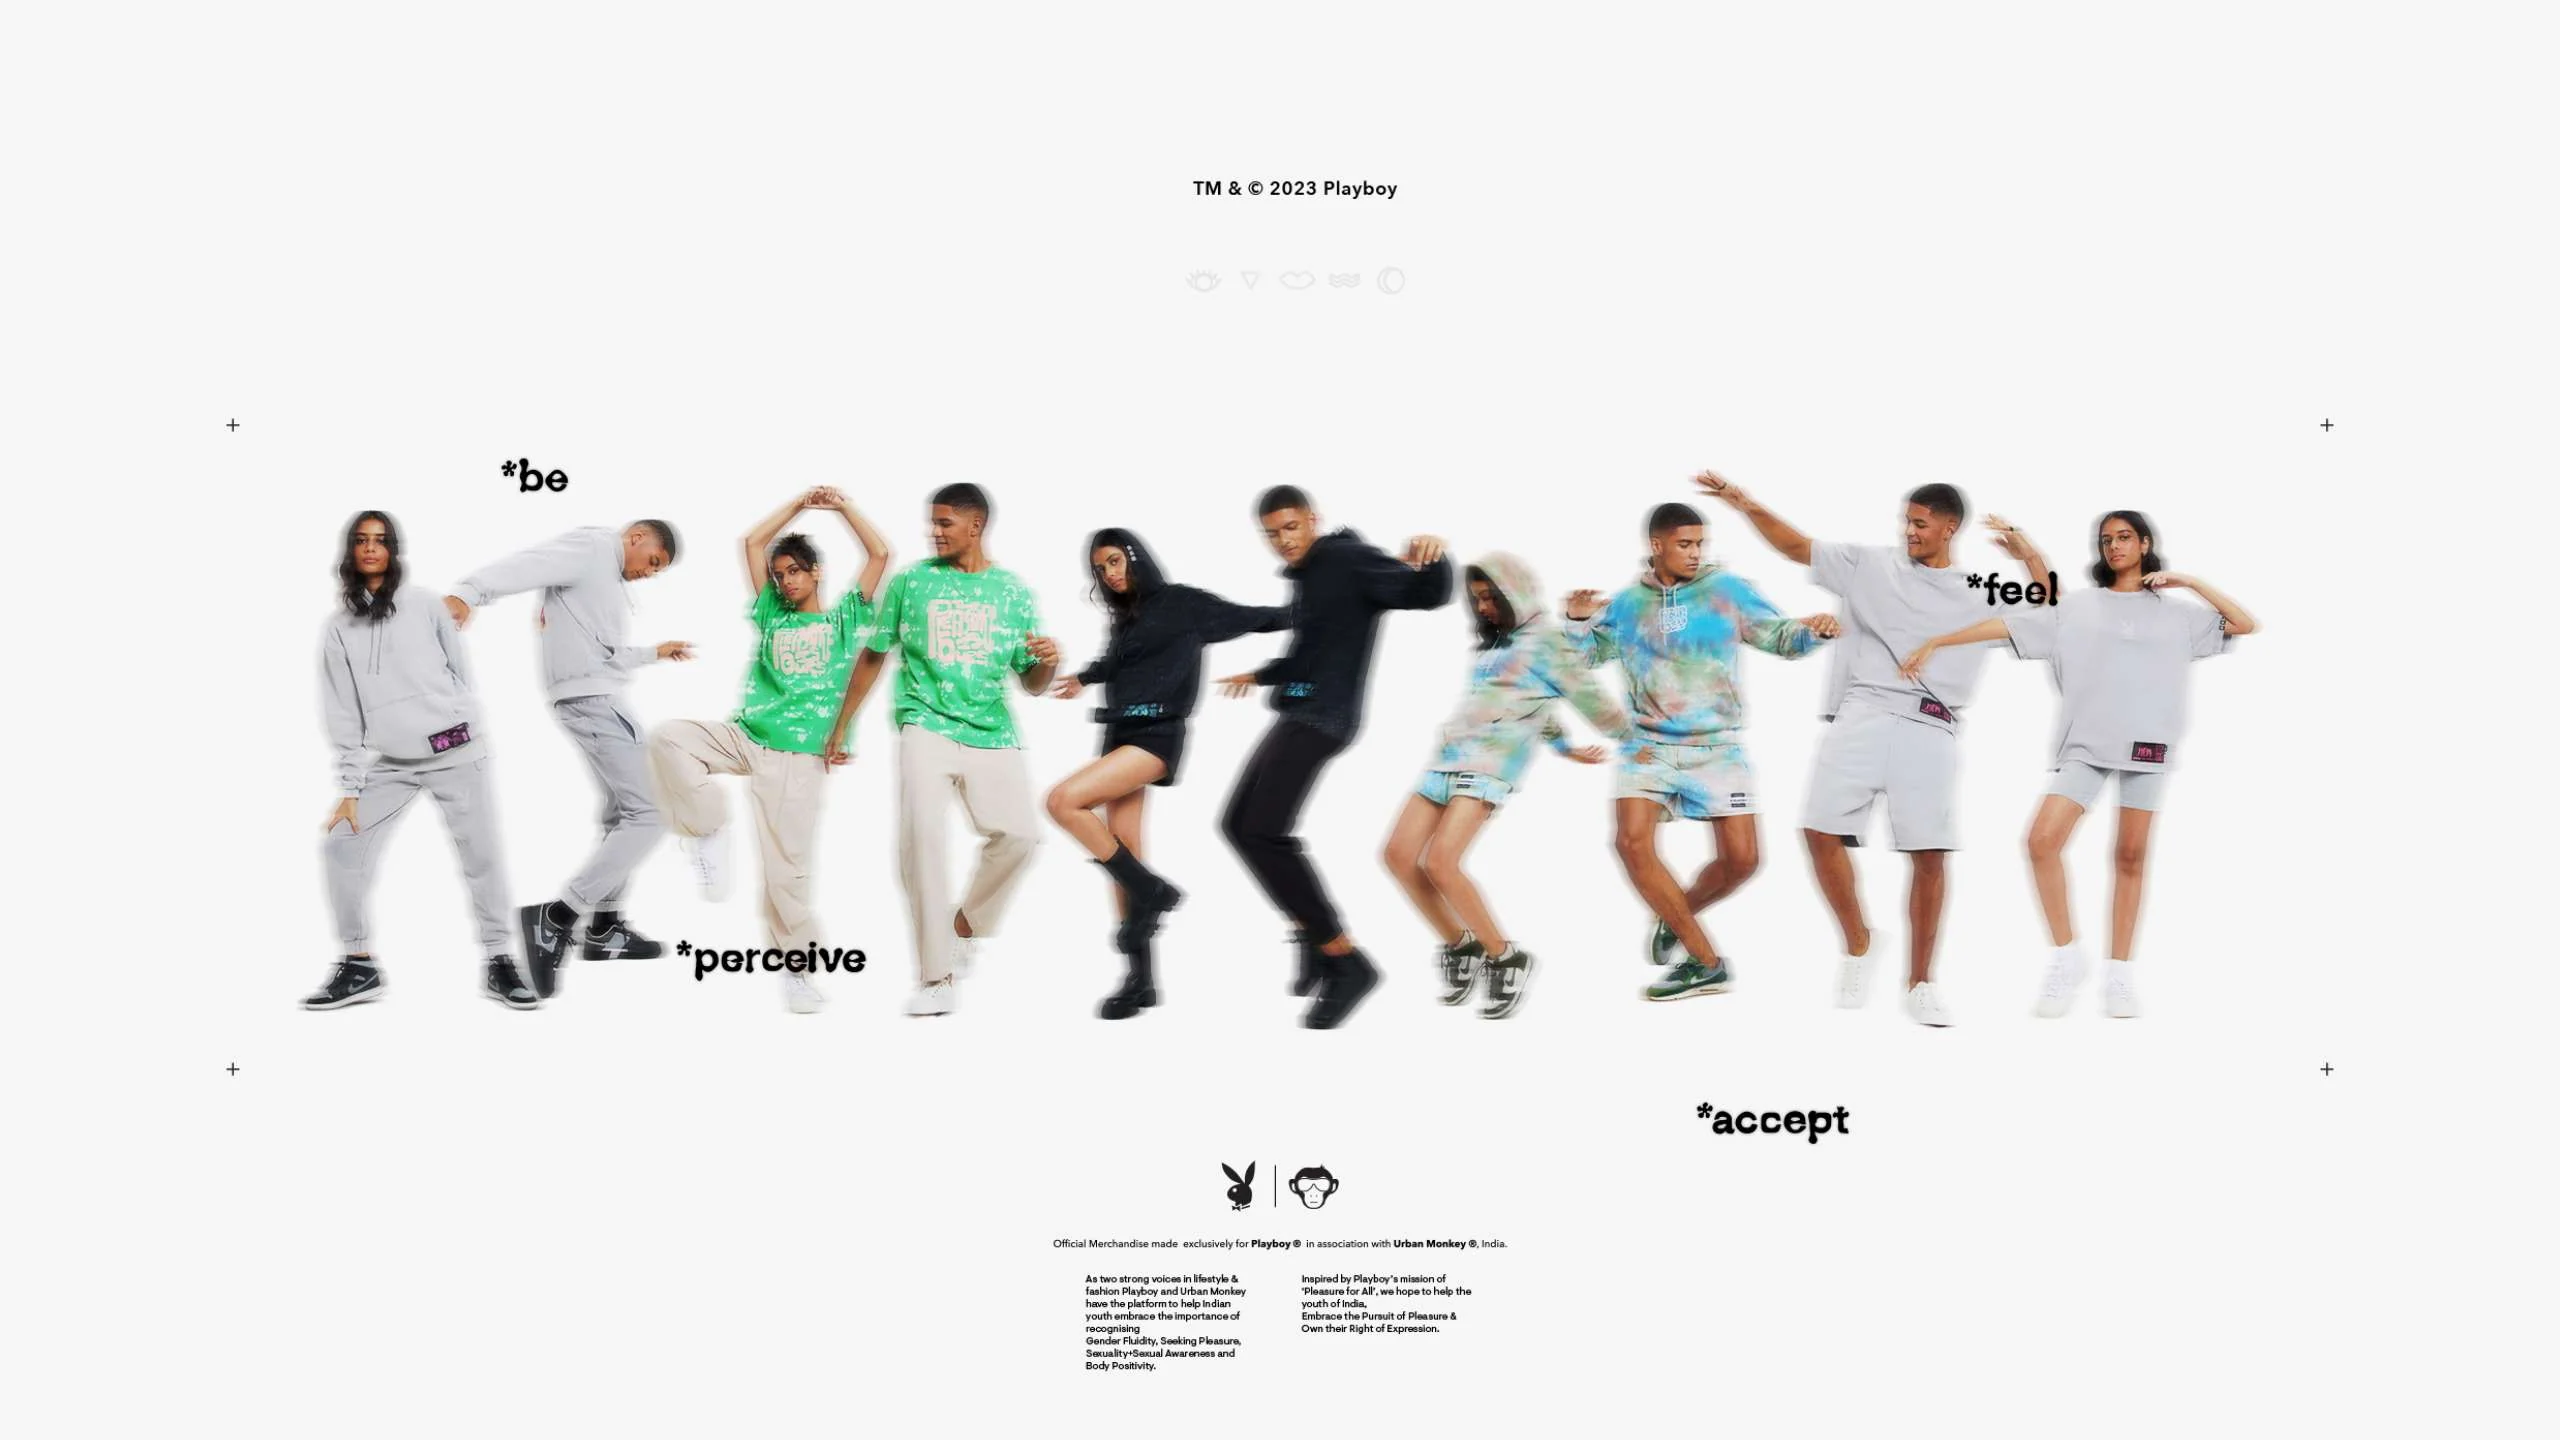 TM & © 2023 Playboy
*be
*feel
*perceive
*accept
Official Merchandise made exclusively for Playboy ® in association with Urban Monkey ®, India.
As two strong voices in lifestyle &
fashion Playboy and Urban Monkey
have the platform to help Indian
youth embrace the importance of
recognising
Gender Fluidity, Seeking Pleasure,
Sexuality+Sexual Awareness and
Body Positivity.
Inspired by Playboy's mission of
'Pleasure for All', we hope to help the
youth of India,
Embrace the Pursuit of Pleasure &
Own their Right of Expression.